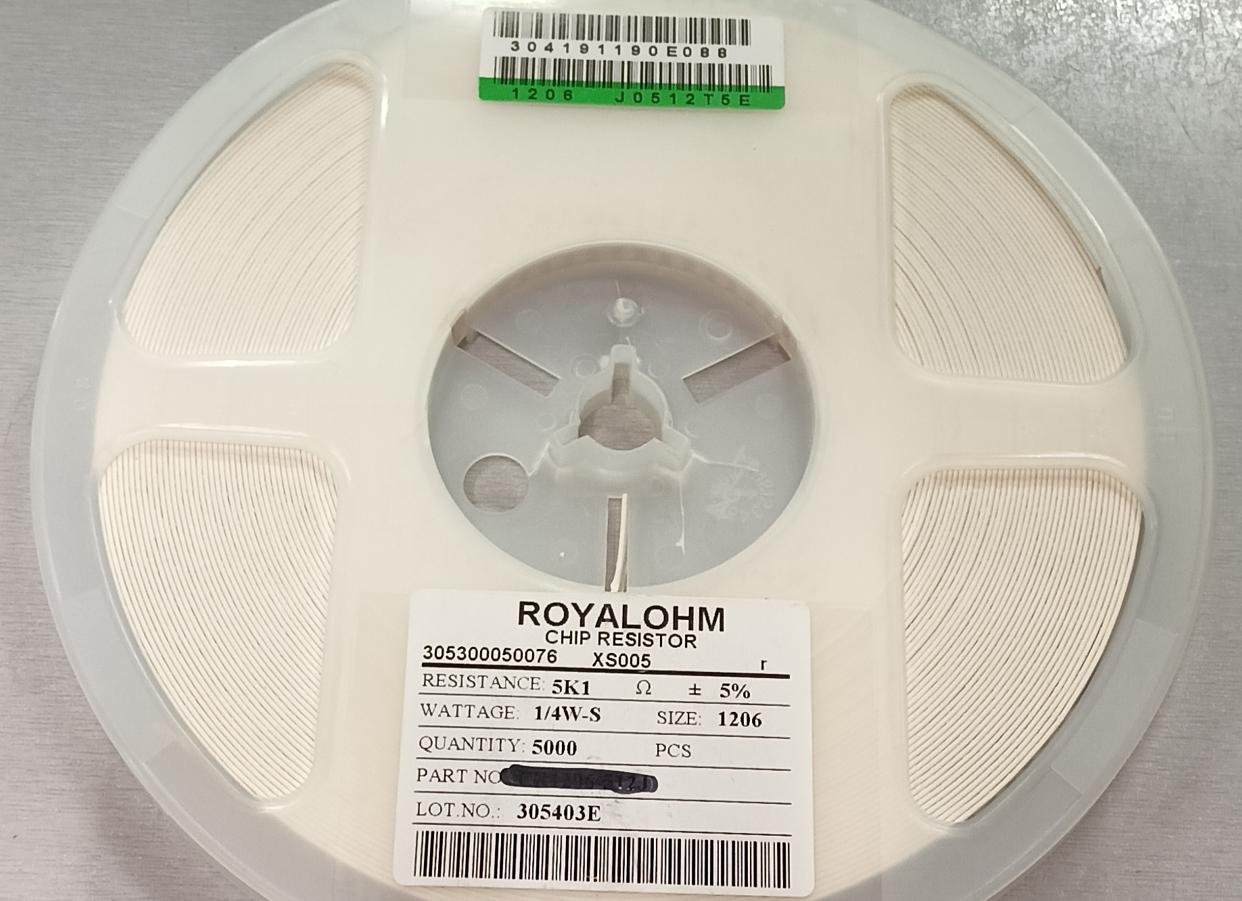 304191190E088
1206 J0512T5E
ROYALOHM
CHIP RESISTOR
305300050076 XS005 r
RESISTANCE: 5K1 Ω ± 5%
WATTAGE: 1/4W-S SIZE: 1206
QUANTITY: 5000 PCS
PART NO
LOT.NO.: 305403E